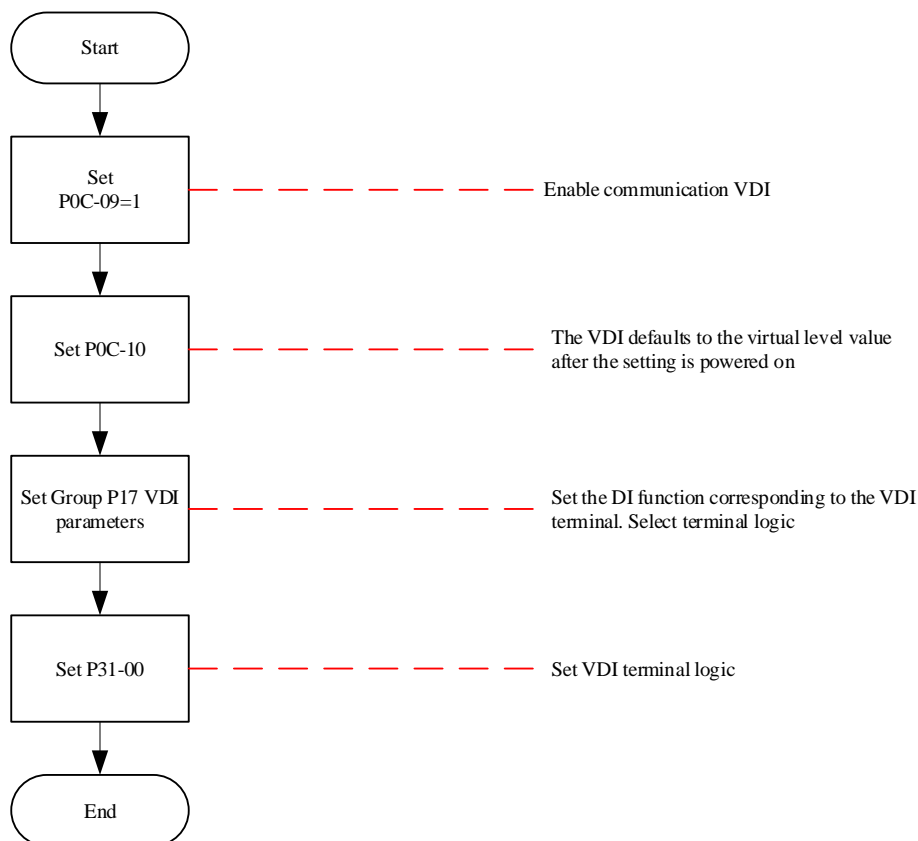 Start
Set
P0C-09=1
Enable communication VDI
Set P0C-10
The VDI defaults to the virtual level value
after the setting is powered on
Set Group P17 VDI
parameters
Set the DI function corresponding to the VDI
terminal. Select terminal logic
Set P31-00
Set VDI terminal logic
End